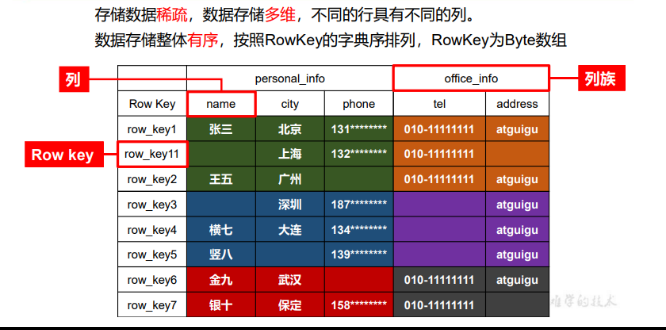 存储数据稀疏，数据存储多维，不同的行具有不同的列。
数据存储整体有序，按照RowKey的字典序排列，RowKey为Byte数组
列 personal_info office_info 列族
Row Key name city phone tel address
row_key1 张三 北京 131******** 010-11111111 atguigu
Row key row_key11 上海 132******** 010-11111111
row_key2 王五 广州 010-11111111 atguigu
row_key3 深圳 187******** atguigu
row_key4 横七 大连 134******** atguigu
row_key5 竖八 139******** atguigu
row_key6 金九 武汉 010-11111111 atguigu
row_key7 银十 保定 158******** 010-11111111